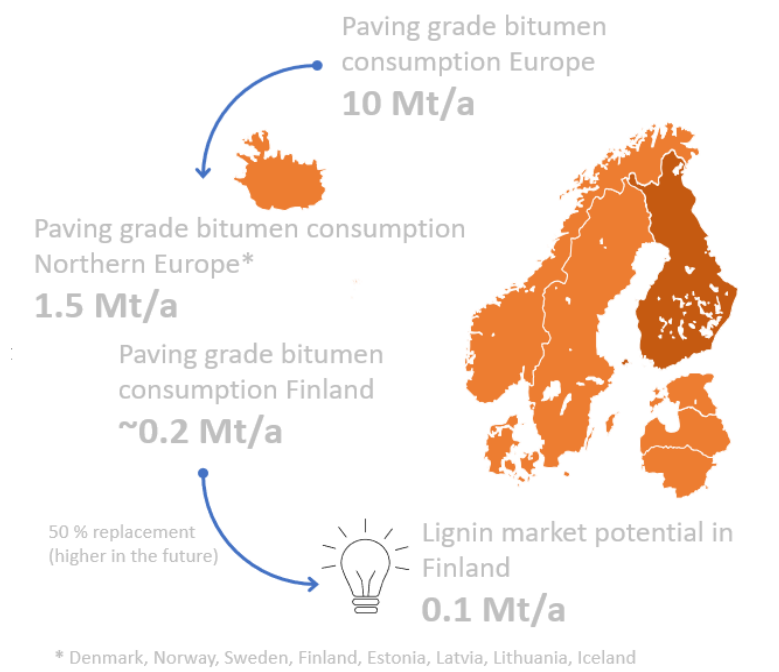 Paving grade bitumen
consumption Europe
10 Mt/a
Paving grade bitumen consumption
Northern Europe*
1.5 Mt/a
Paving grade bitumen
consumption Finland
~0.2 Mt/a
50 % replacement
(higher in the future)
Lignin market potential in
Finland
0.1 Mt/a
* Denmark, Norway, Sweden, Finland, Estonia, Latvia, Lithuania, Iceland